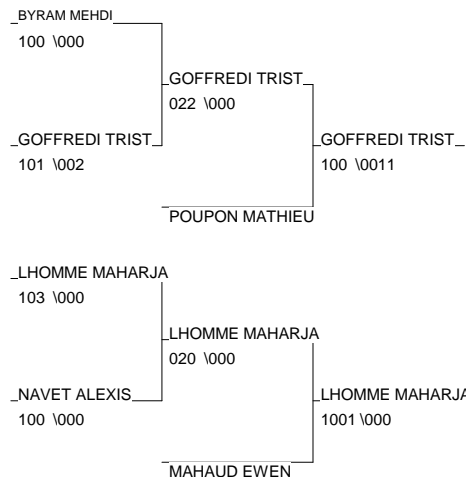 BYRAM MEHDI
100 \000
GOFFREDI TRIST
022 \000
GOFFREDI TRIST
101 \002
GOFFREDI TRIST
100 \0011
POUPON MATHIEU
LHOMME MAHARJA
103 \000
LHOMME MAHARJA
020 \000
NAVET ALEXIS
100 \000
LHOMME MAHARJA
1001 \000
MAHAUD EWEN